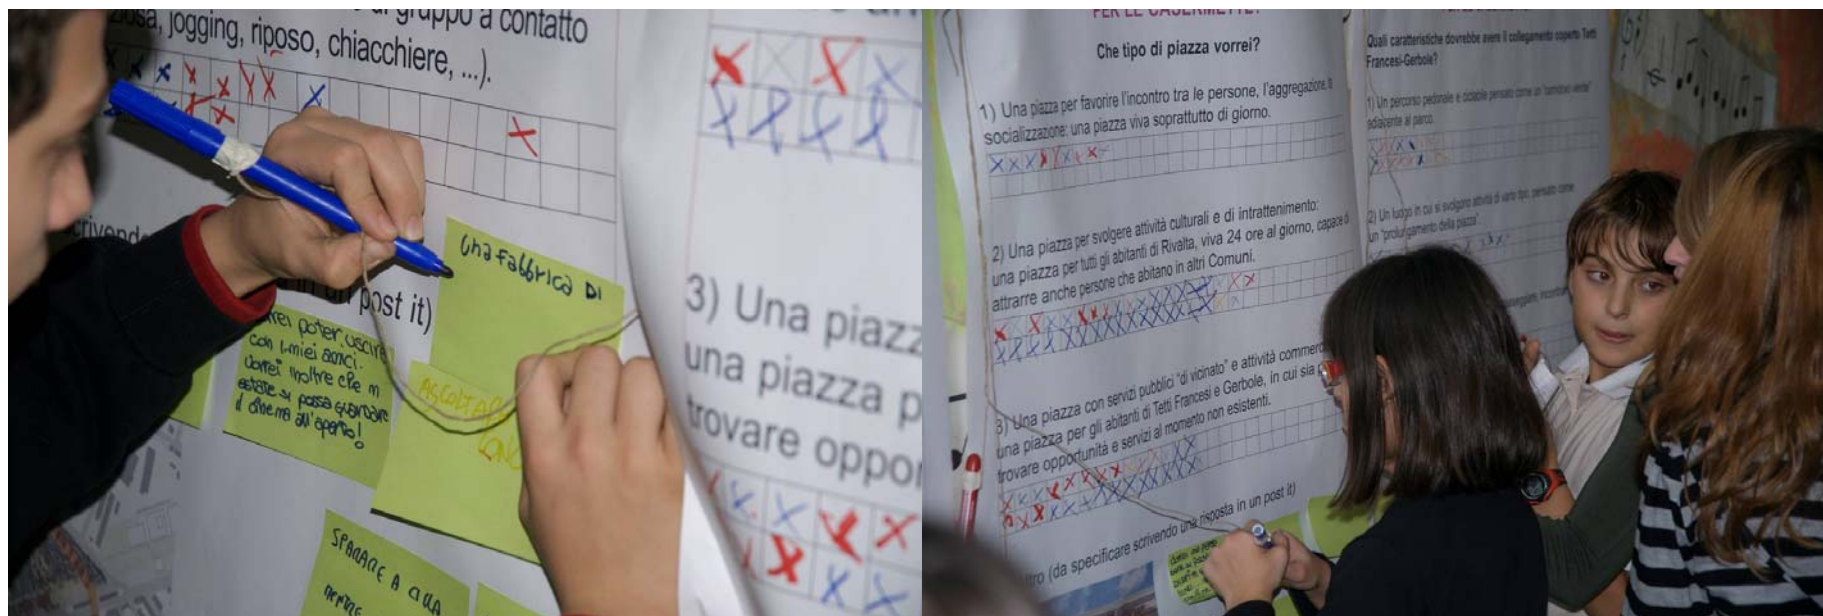 di gruppo a contatto
jogging, riposo, chiacchiere, ...).
post it)
una fabbrica DI
poter uscire
con i miei amici.
vorrei inoltre che in
estate si possa guardare
il cinema all'aperto!
SPARARE A
3) Una piazz
una piazza p
trovare oppor
PER LE CASERMETTE?
Che tipo di piazza vorrei?
1) Una piazza per favorire l'incontro tra le persone, l'aggregazione, la
socializzazione: una piazza viva soprattutto di giorno.
2) Una piazza per svolgere attività culturali e di intrattenimento:
una piazza per tutti gli abitanti di Rivalta, viva 24 ore al giorno, capace di
attrarre anche persone che abitano in altri Comuni.
3) Una piazza con servizi pubblici "di vicinato" e attività commerc
una piazza per gli abitanti di Tetti Francesi e Gerbole, in cui sia
trovare opportunità e servizi al momento non esistenti.
(da specificare scrivendo una risposta in un post it)
Quali caratteristiche dovrebbe avere il collegamento coperto Tetti
Francesi-Gerbole?
1) Un percorso pedonale e ciclabile pensato come un "corridoio verde"
adiacente al parco.
2) Un luogo in cui si svolgono attività di vario tipo, pensato come
un "prolungamento della piazza".